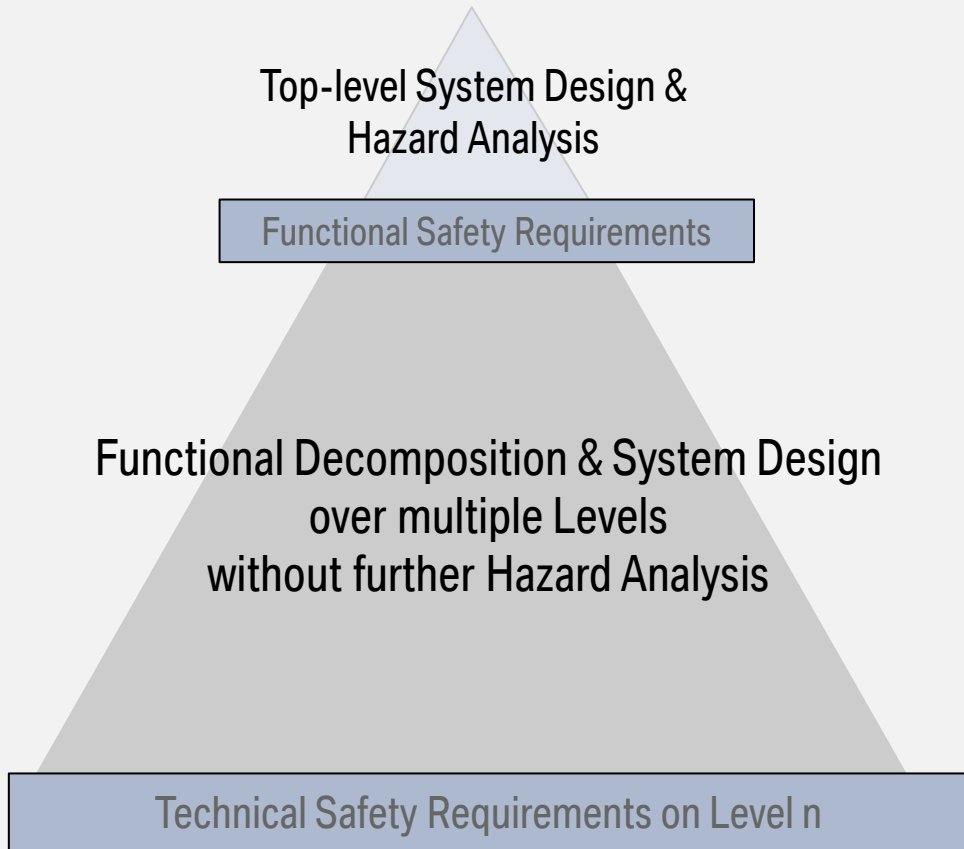 Top-level System Design &
Hazard Analysis
Functional Safety Requirements
Functional Decomposition & System Design
over multiple Levels
without further Hazard Analysis
Technical Safety Requirements on Level n